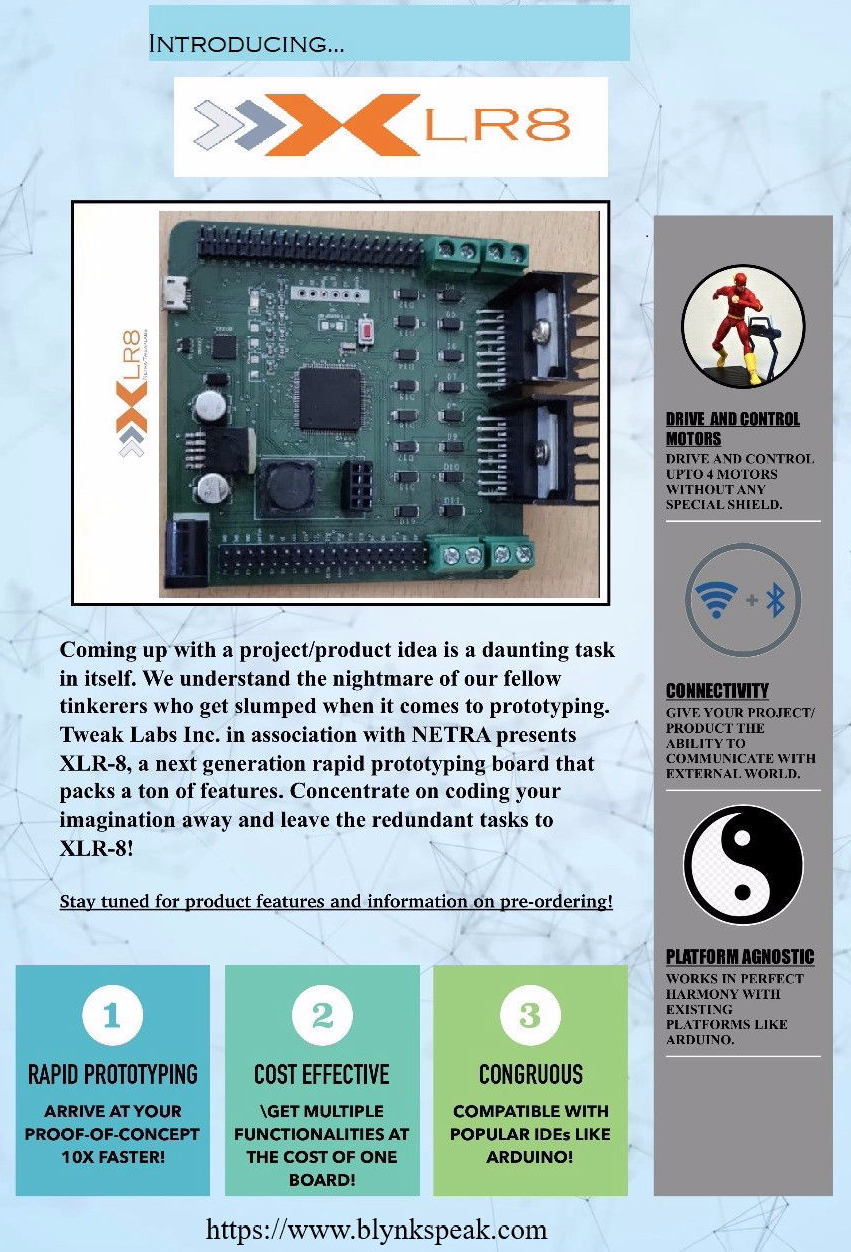 INTRODUCING...
XLR8
XLR8
Coming up with a project/product idea is a daunting task
in itself. We understand the nightmare of our fellow
tinkerers who get slumped when it comes to prototyping.
Tweak Labs Inc. in association with NETRA presents
XLR-8, a next generation rapid prototyping board that
packs a ton of features. Concentrate on coding your
imagination away and leave the redundant tasks to
XLR-8!
Stay tuned for product features and information on pre-ordering!
DRIVE AND CONTROL
MOTORS
DRIVE AND CONTROL
UPTO 4 MOTORS
WITHOUT ANY
SPECIAL SHIELD.
CONNECTIVITY
GIVE YOUR PROJECT/
PRODUCT THE
ABILITY TO
COMMUNICATE WITH
EXTERNAL WORLD.
PLATFORM AGNOSTIC
WORKS IN PERFECT
HARMONY WITH
EXISTING
PLATFORMS LIKE
ARDUINO.
1
RAPID PROTOTYPING
ARRIVE AT YOUR
PROOF-OF-CONCEPT
10X FASTER!
2
COST EFFECTIVE
\GET MULTIPLE
FUNCTIONALITIES AT
THE COST OF ONE
BOARD!
3
CONGRUOUS
COMPATIBLE WITH
POPULAR IDEs LIKE
ARDUINO!
https://www.blynkspeak.com